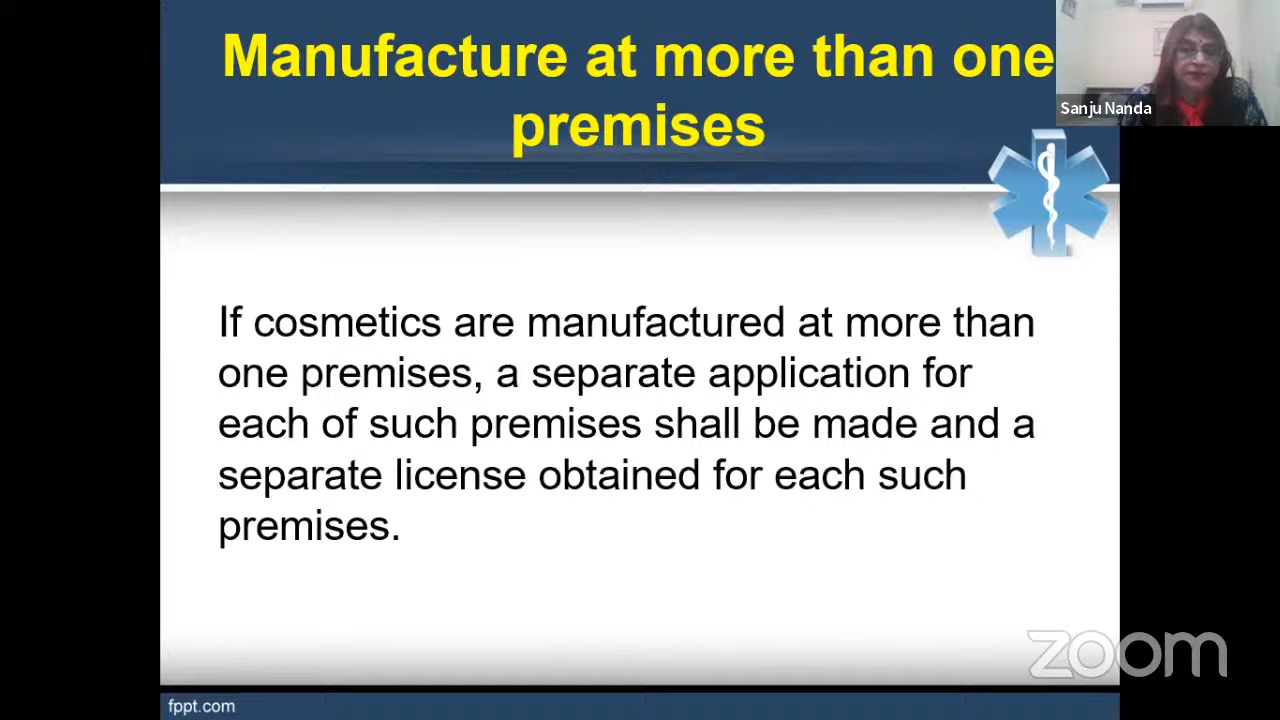 Manufacture at more than one
premises
Sanju Nanda
If cosmetics are manufactured at more than
one premises, a separate application for
each of such premises shall be made and a
separate license obtained for each such
premises.
zoom
fppt.com